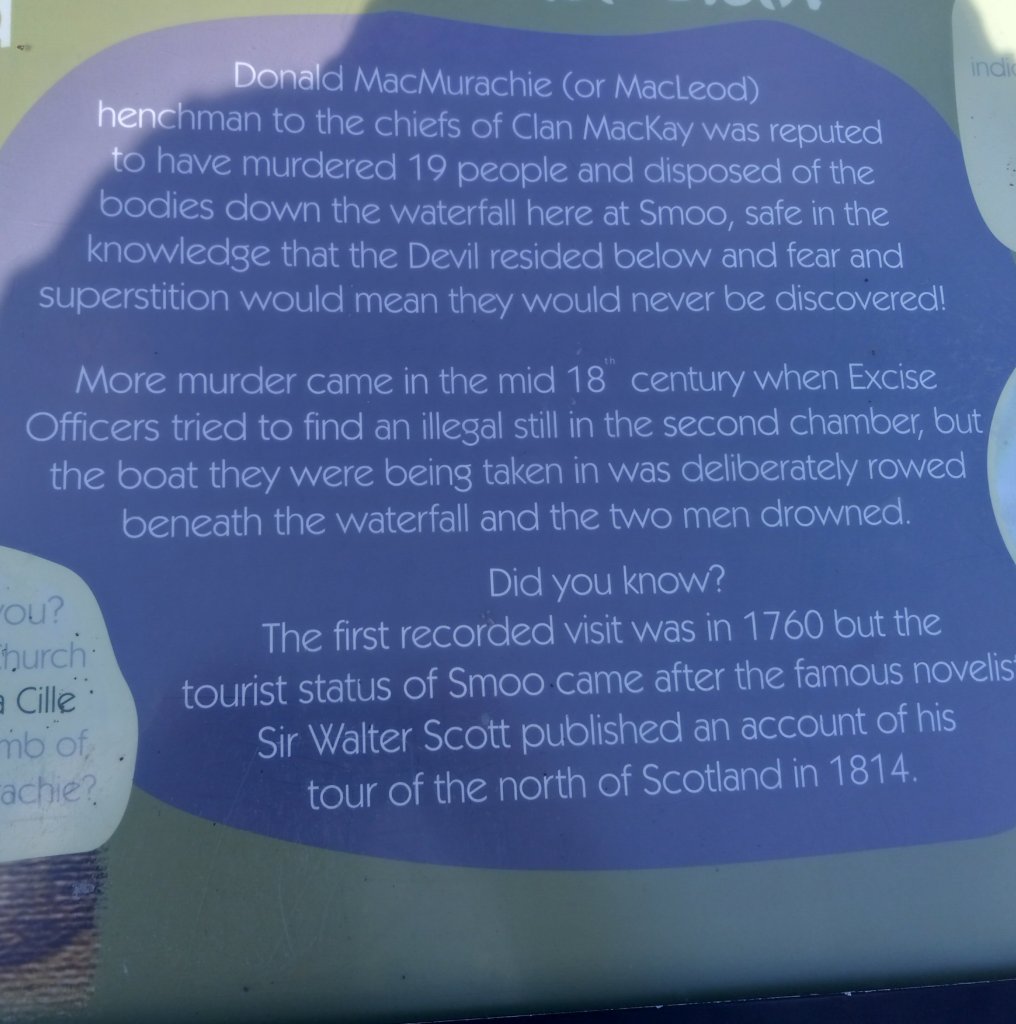 Donald MacMurachie (or MacLeod)
henchman to the chiefs of Clan MacKay was reputed
to have murdered 19 people and disposed of the
bodies down the waterfall here at Smoo, safe in the
knowledge that the Devil resided below and fear and
superstition would mean they would never be discovered!
More murder came in the mid 18th century when Excise
Officers tried to find an illegal still in the second chamber, but
the boat they were being taken in was deliberately rowed
beneath the waterfall and the two men drowned.
Did you know?
The first recorded visit was in 1760 but the
tourist status of Smoo came after the famous novelist
Sir Walter Scott published an account of his
tour of the north of Scotland in 1814.
you?
Church
Cille
of